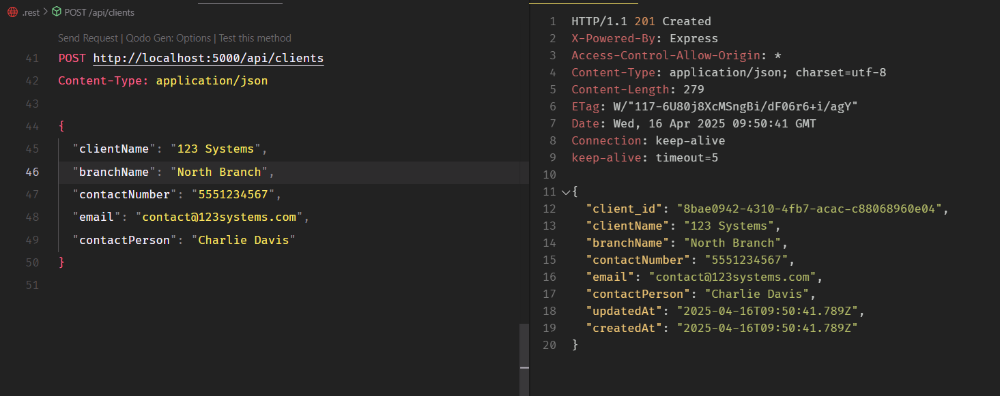 .rest > POST /api/clients
Send Request | Qodo Gen: Options | Test this method
41 POST http://localhost:5000/api/clients
42 Content-Type: application/json
43
44 {
45 "clientName": "123 Systems",
46 "branchName": "North Branch",
47 "contactNumber": "5551234567",
48 "email": "contact@123systems.com",
49 "contactPerson": "Charlie Davis"
50 }
51
1 HTTP/1.1 201 Created
2 X-Powered-By: Express
3 Access-Control-Allow-Origin: *
4 Content-Type: application/json; charset=utf-8
5 Content-Length: 279
6 ETag: W/"117-6U80j8XcMSngBi/dF06r6+i/agY"
7 Date: Wed, 16 Apr 2025 09:50:41 GMT
8 Connection: keep-alive
9 keep-alive: timeout=5
10
11 {
12 "client_id": "8bae0942-4310-4fb7-acac-c88068960e04",
13 "clientName": "123 Systems",
14 "branchName": "North Branch",
15 "contactNumber": "5551234567",
16 "email": "contact@123systems.com",
17 "contactPerson": "Charlie Davis",
18 "updatedAt": "2025-04-16T09:50:41.789Z",
19 "createdAt": "2025-04-16T09:50:41.789Z"
20 }